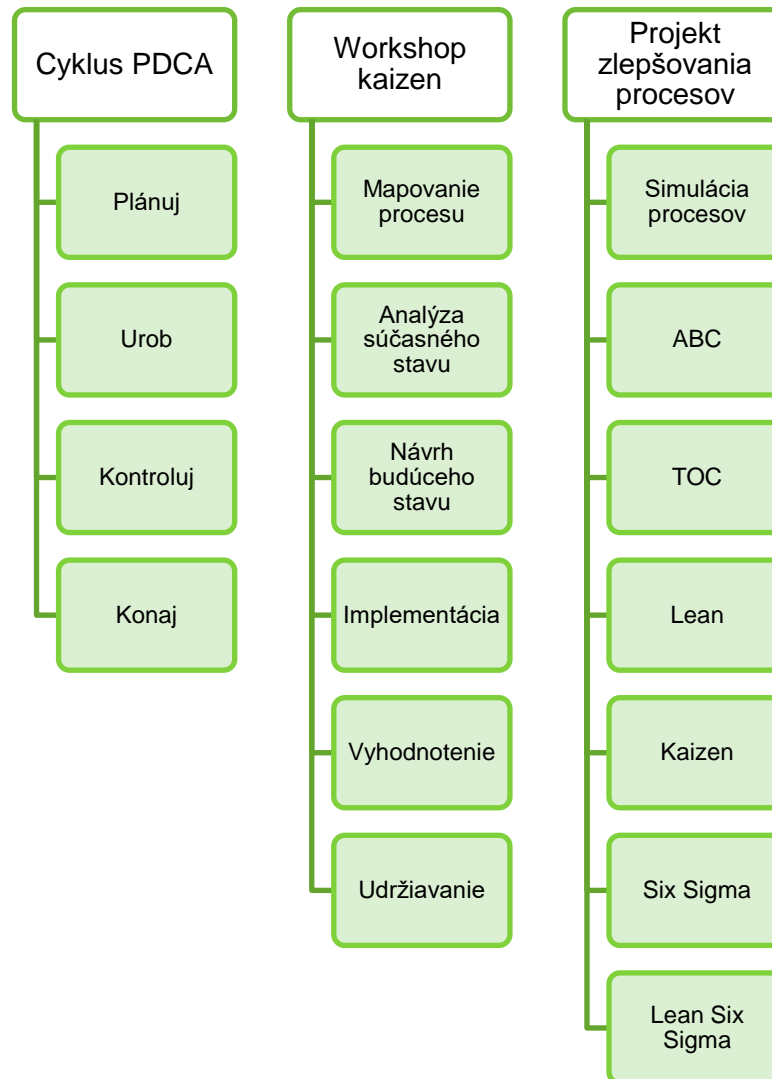 Cyklus PDCA
Plánuj
Urob
Kontroluj
Konaj
Workshop
kaizen
Mapovanie
procesu
Analýza
súčasného
stavu
Návrh
budúceho
stavu
Implementácia
Vyhodnotenie
Udržiavanie
Projekt
zlepšovania
procesov
Simulácia
procesov
ABC
TOC
Lean
Kaizen
Six Sigma
Lean Six
Sigma